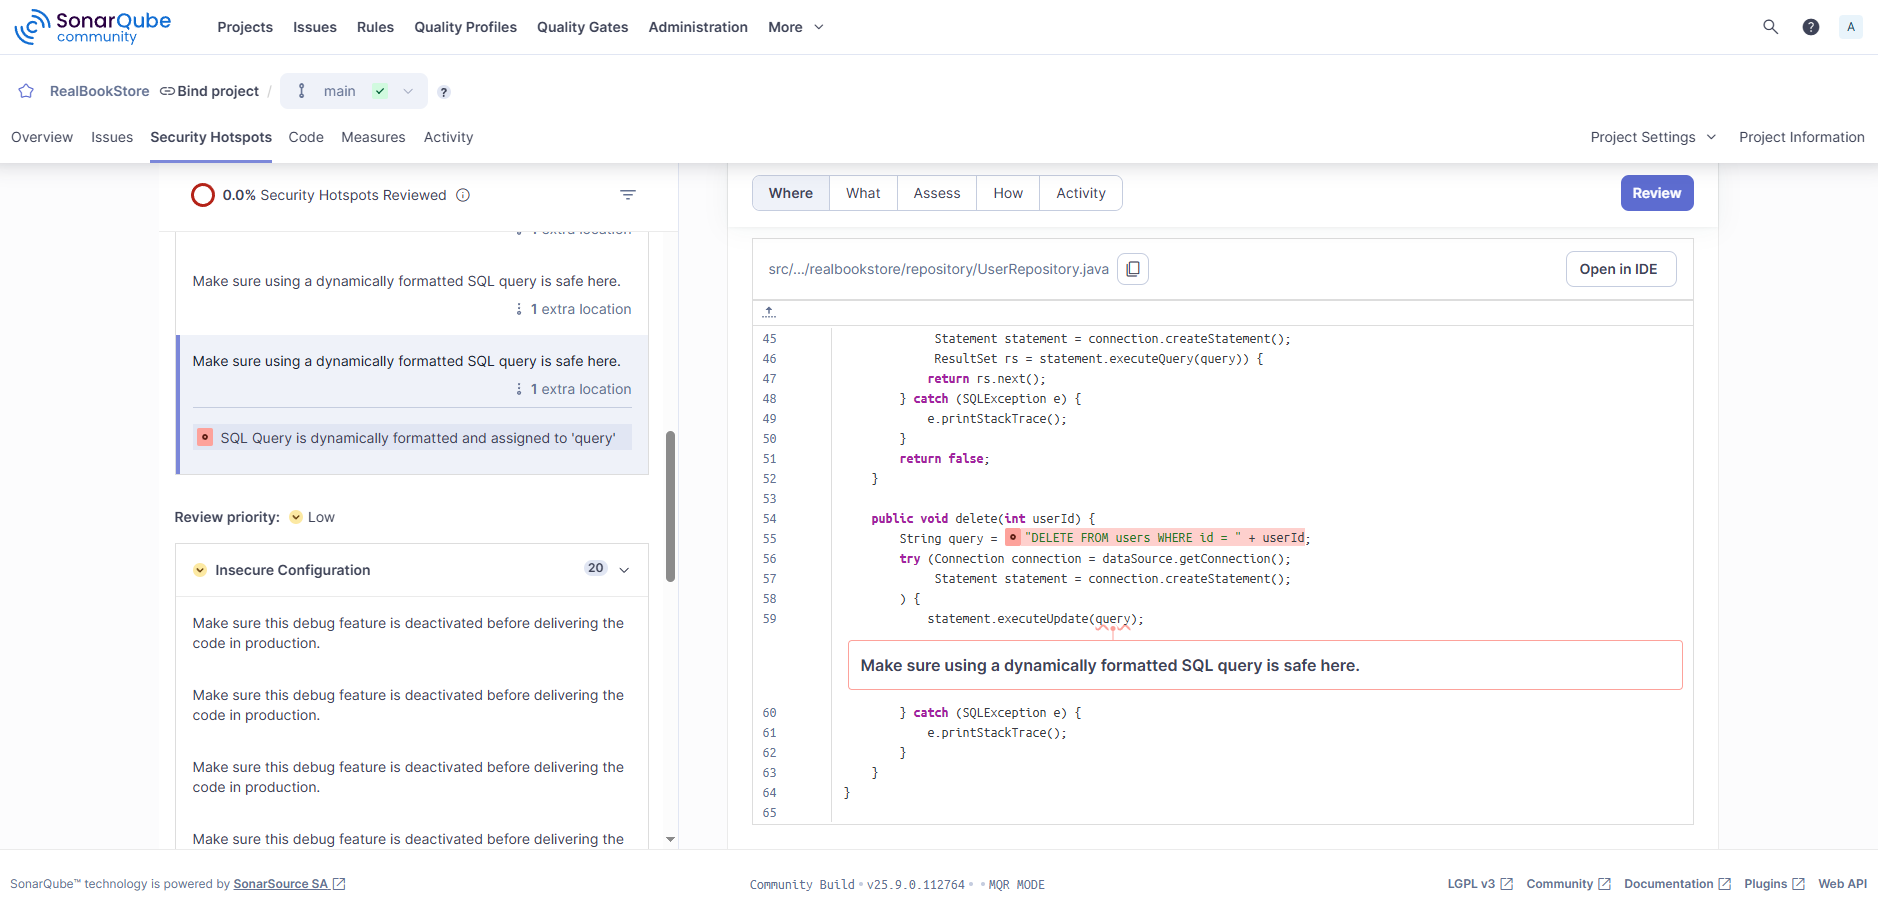 SonarQube
community
Projects Issues Rules Quality Profiles Quality Gates Administration More
A
RealBookStore Bind project / main ?
Overview Issues Security Hotspots Code Measures Activity
Project Settings Project Information
0.0% Security Hotspots Reviewed
1 extra location
Make sure using a dynamically formatted SQL query is safe here.
1 extra location
Make sure using a dynamically formatted SQL query is safe here.
1 extra location
SQL Query is dynamically formatted and assigned to 'query'
Review priority: Low
Insecure Configuration 20
Make sure this debug feature is deactivated before delivering the
code in production.
Make sure this debug feature is deactivated before delivering the
code in production.
Make sure this debug feature is deactivated before delivering the
code in production.
Make sure this debug feature is deactivated before delivering the
Where What Assess How Activity
Review
src/.../realbookstore/repository/UserRepository.java
Open in IDE
45 Statement statement = connection.createStatement();
46 ResultSet rs = statement.executeQuery(query)) {
47 return rs.next();
48 } catch (SQLException e) {
49 e.printStackTrace();
50 }
51 return false;
52 }
53
54 public void delete(int userId) {
55 String query = "DELETE FROM users WHERE id = " + userId;
56 try (Connection connection = dataSource.getConnection();
57 Statement statement = connection.createStatement();
58 ) {
59 statement.executeUpdate(query);
Make sure using a dynamically formatted SQL query is safe here.
60 } catch (SQLException e) {
61 e.printStackTrace();
62 }
63 }
64 }
65
SonarQube™ technology is powered by SonarSource SA
Community Build • v25.9.0.112764 • • MQR MODE
LGPL v3 Community Documentation Plugins Web API